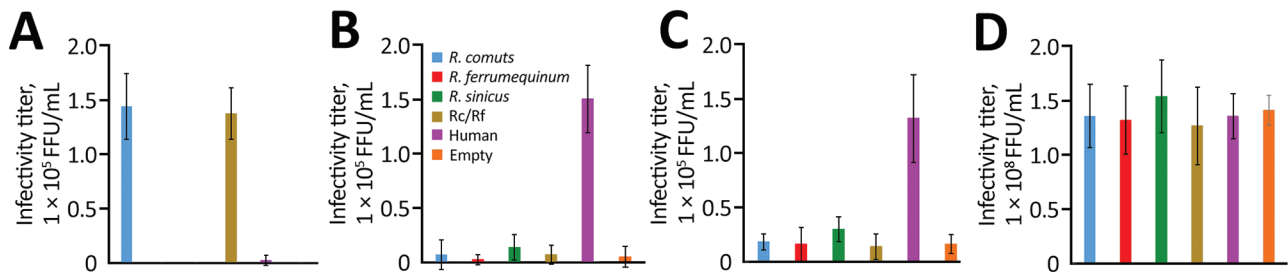 A
Infectivity titer,
1 × 10⁵ FFU/mL
2.0
1.5
1.0
0.5
0
B
Infectivity titer,
1 × 10⁵ FFU/mL
2.0
1.5
1.0
0.5
0
R. comuts
R. ferrumequinum
R. sinicus
Rc/Rf
Human
Empty
C
Infectivity titer,
1 × 10⁵ FFU/mL
2.0
1.5
1.0
0.5
0
D
Infectivity titer,
1 × 10⁸ FFU/mL
2.0
1.5
1.0
0.5
0